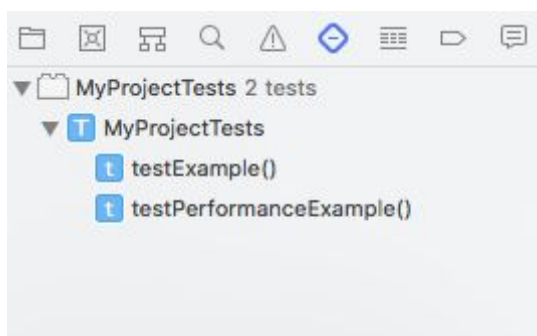 MyProjectTests 2 tests
T MyProjectTests
t testExample()
t testPerformanceExample()